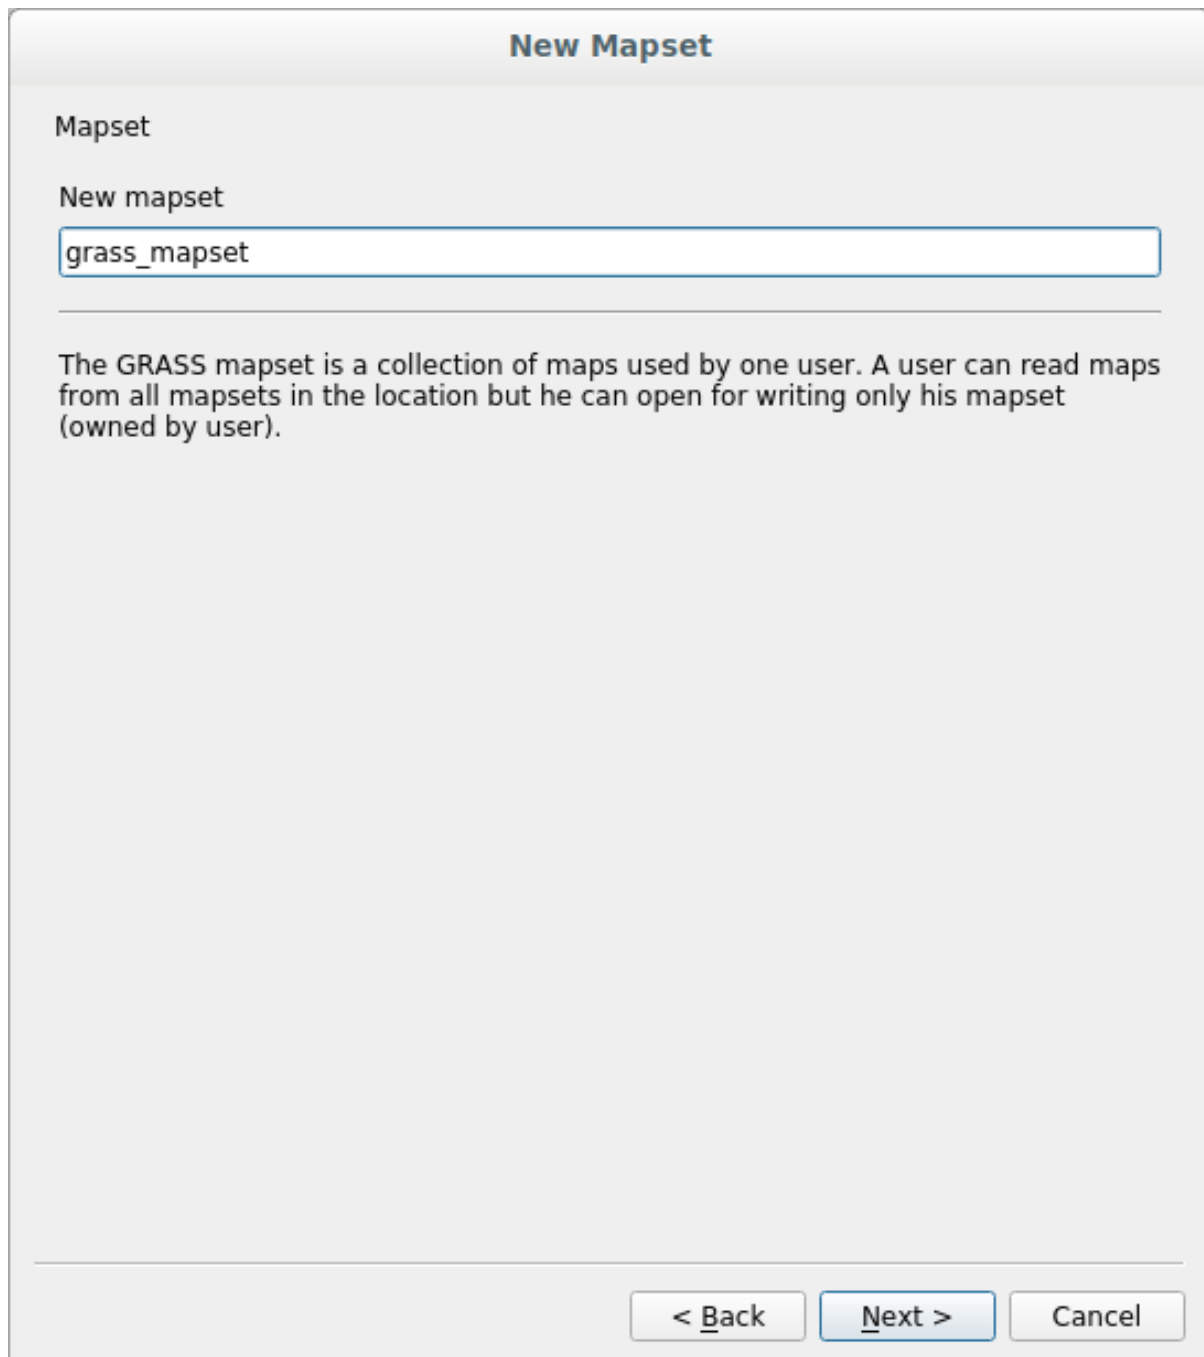 New Mapset
Mapset
New mapset
grass_mapset
The GRASS mapset is a collection of maps used by one user. A user can read maps
from all mapsets in the location but he can open for writing only his mapset
(owned by user).
< Back Next > Cancel